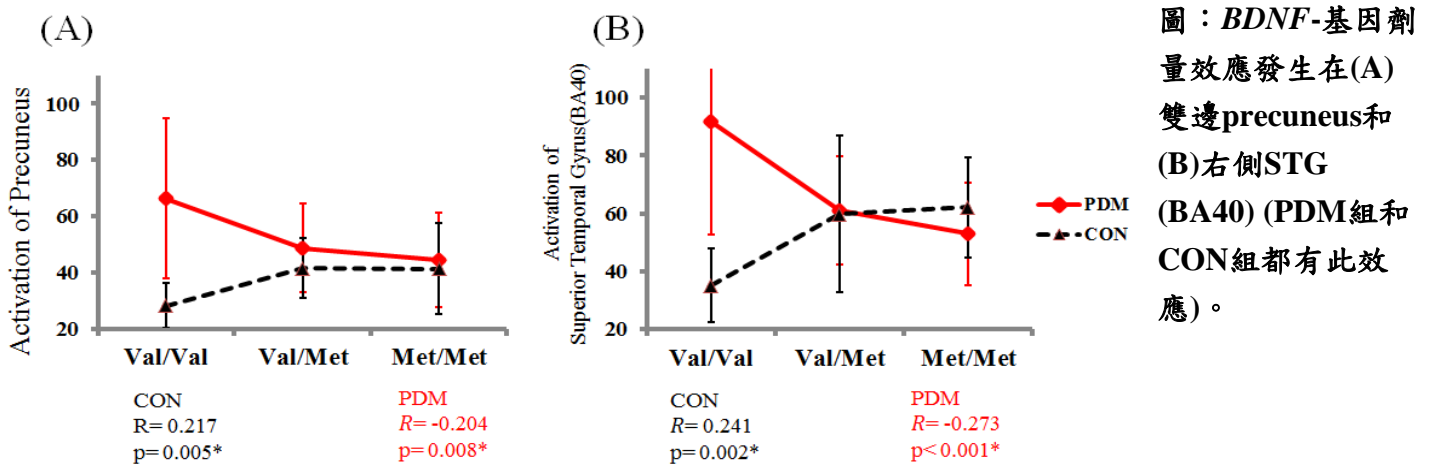 (A)
Activation of Precuneus
100
80
60
40
20
Val/Val Val/Met Met/Met
CON
R= 0.217
p= 0.005*
PDM
R= -0.204
p= 0.008*
(B)
Activation of
Superior Temporal Gyrus(BA40)
100
80
60
40
20
Val/Val Val/Met Met/Met
CON
R= 0.241
p= 0.002*
PDM
R= -0.273
p< 0.001*
PDM
CON
圖：BDNF-基因劑
量效應發生在(A)
雙邊precuneus和
(B)右側STG
(BA40) (PDM組和
CON組都有此效
應)。